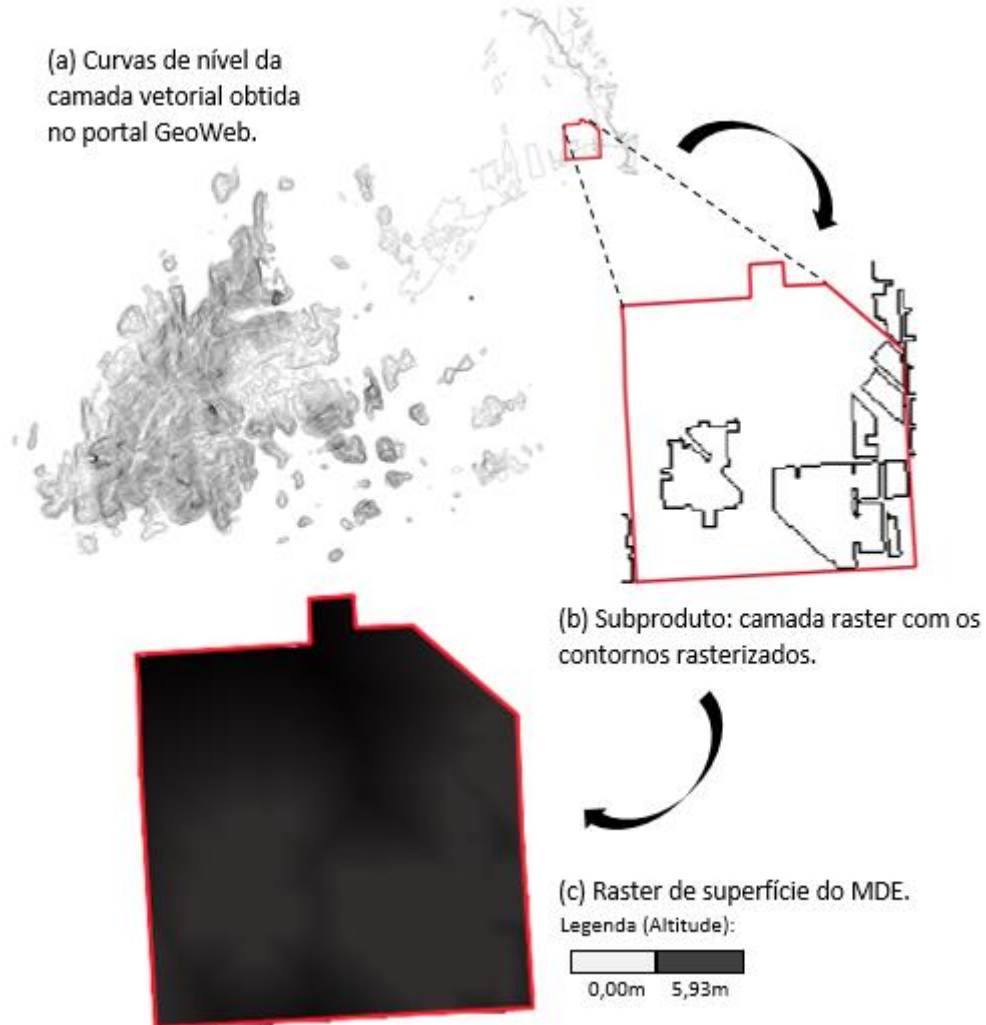 (a) Curvas de nível da
camada vetorial obtida
no portal GeoWeb.
(b) Subproduto: camada raster com os
contornos rasterizados.
(c) Raster de superfície do MDE.
Legenda (Altitude):
0,00m 5,93m